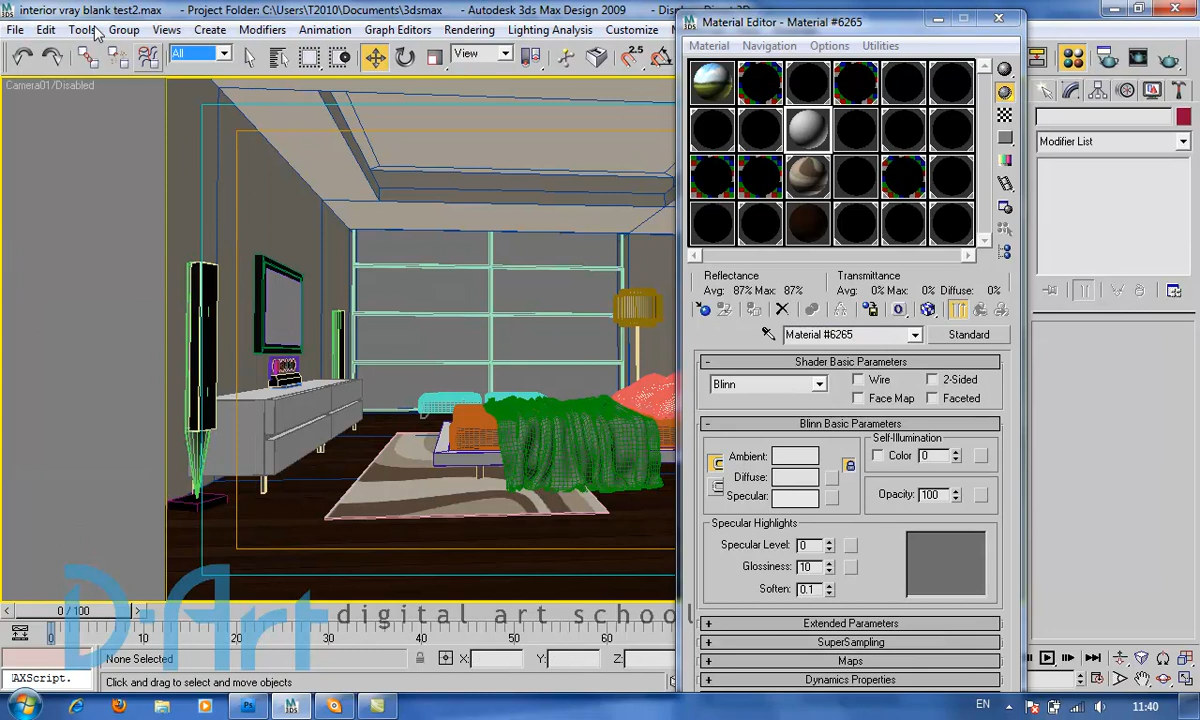 interior vray blank test2.max - Project Folder: C:\Users\T2010\Documents\3dsmax - Autodesk 3ds Max Design 2009
File Edit Tools Group Views Create Modifiers Animation Graph Editors Rendering Lighting Analysis Customize
All View 2.5
Camera01/Disabled
Material Editor - Material #6265
Material Navigation Options Utilities
Reflectance Transmittance
Avg: 87% Max: 87% Avg: 0% Max: 0% Diffuse: 0%
Material #6265 Standard
- Shader Basic Parameters
Blinn Wire 2-Sided
Face Map Faceted
- Blinn Basic Parameters
Self-Illumination
Ambient: Color 0
Diffuse:
Specular: Opacity: 100
Specular Highlights
Specular Level: 0
Glossiness: 10
Soften: 0.1
+ Extended Parameters
+ SuperSampling
+ Maps
+ Dynamics Properties
Modifier List
0 / 100
0 10 20 30 40 50 60
D-Art digital art school
None Selected X: Y: Z:
AXScript. Click and drag to select and move objects
EN 11:40